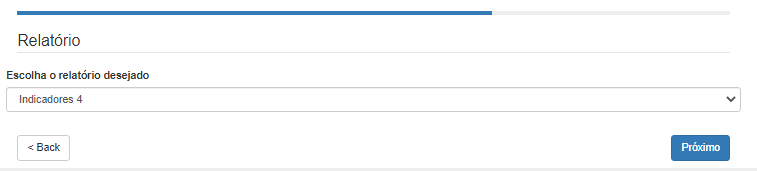 Relatório
Escolha o relatório desejado
Indicadores 4
< Back
Próximo